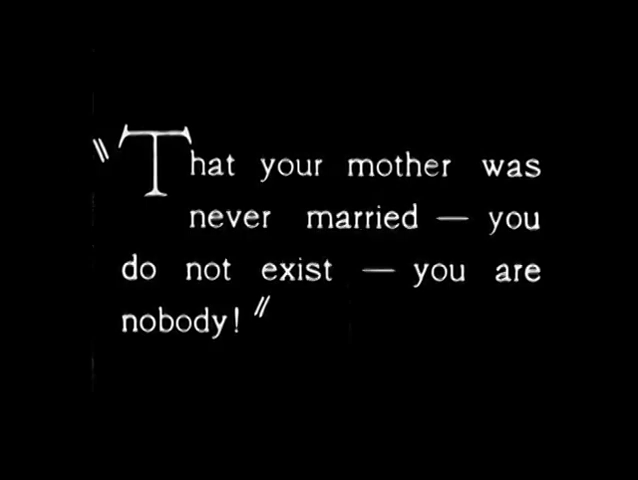 "That your mother was
never married — you
do not exist — you are
nobody!"